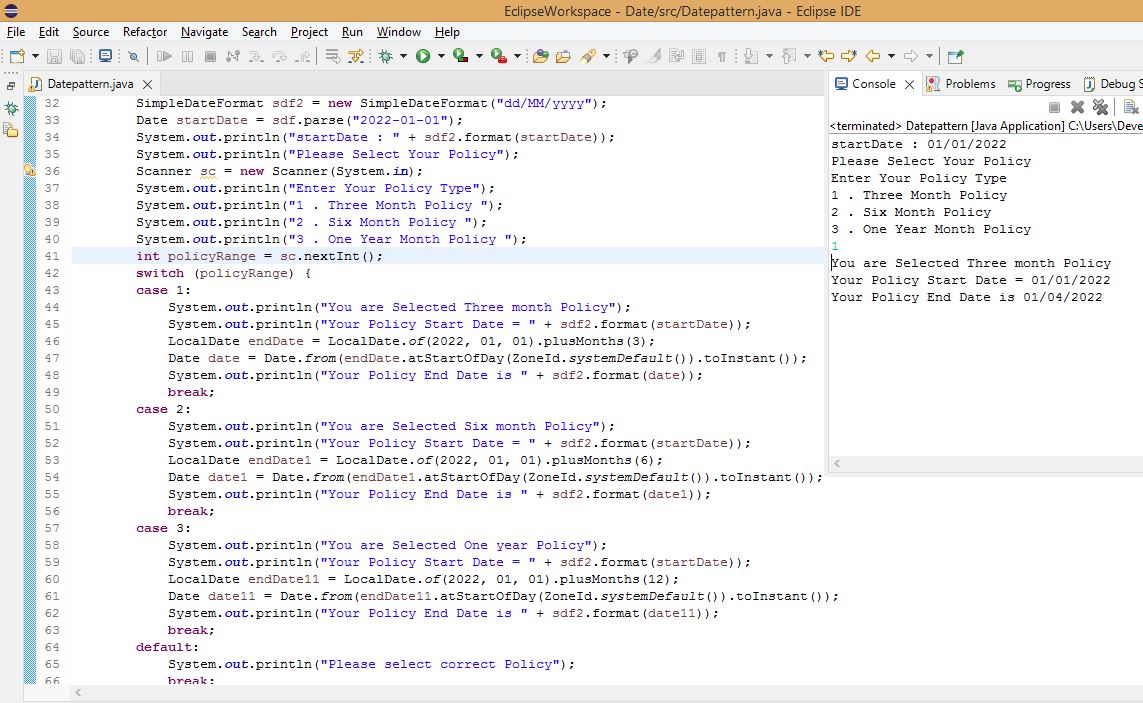 EclipseWorkspace - Date/src/Datepattern.java - Eclipse IDE
File Edit Source Refactor Navigate Search Project Run Window Help
Datepattern.java
32 SimpleDateFormat sdf2 = new SimpleDateFormat("dd/MM/yyyy");
33 Date startDate = sdf.parse("2022-01-01");
34 System.out.println("startDate : " + sdf2.format(startDate));
35 System.out.println("Please Select Your Policy");
36 Scanner sc = new Scanner(System.in);
37 System.out.println("Enter Your Policy Type");
38 System.out.println("1 . Three Month Policy ");
39 System.out.println("2 . Six Month Policy ");
40 System.out.println("3 . One Year Month Policy ");
41 int policyRange = sc.nextInt();
42 switch (policyRange) {
43 case 1:
44 System.out.println("You are Selected Three month Policy");
45 System.out.println("Your Policy Start Date = " + sdf2.format(startDate));
46 LocalDate endDate = LocalDate.of(2022, 01, 01).plusMonths(3);
47 Date date = Date.from(endDate.atStartOfDay(ZoneId.systemDefault()).toInstant());
48 System.out.println("Your Policy End Date is " + sdf2.format(date));
49 break;
50 case 2:
51 System.out.println("You are Selected Six month Policy");
52 System.out.println("Your Policy Start Date = " + sdf2.format(startDate));
53 LocalDate endDate1 = LocalDate.of(2022, 01, 01).plusMonths(6);
54 Date date1 = Date.from(endDate1.atStartOfDay(ZoneId.systemDefault()).toInstant());
55 System.out.println("Your Policy End Date is " + sdf2.format(date1));
56 break;
57 case 3:
58 System.out.println("You are Selected One year Policy");
59 System.out.println("Your Policy Start Date = " + sdf2.format(startDate));
60 LocalDate endDate11 = LocalDate.of(2022, 01, 01).plusMonths(12);
61 Date date11 = Date.from(endDate11.atStartOfDay(ZoneId.systemDefault()).toInstant());
62 System.out.println("Your Policy End Date is " + sdf2.format(date11));
63 break;
64 default:
65 System.out.println("Please select correct Policy");
66 break;
Console Problems Progress Debug S
<terminated> Datepattern [Java Application] C:\Users\Deve
startDate : 01/01/2022
Please Select Your Policy
Enter Your Policy Type
1 . Three Month Policy
2 . Six Month Policy
3 . One Year Month Policy
1
You are Selected Three month Policy
Your Policy Start Date = 01/01/2022
Your Policy End Date is 01/04/2022